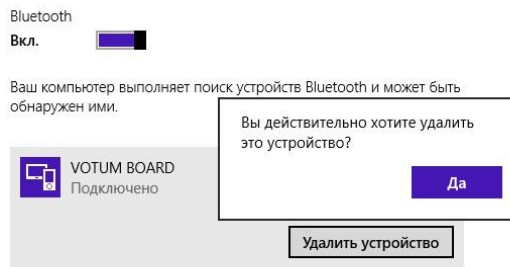 Bluetooth
Вкл.
Ваш компьютер выполняет поиск устройств Bluetooth и может быть
обнаружен ими.
Вы действительно хотите удалить
это устройство?
Да
VOTUM BOARD
Подключено
Удалить устройство